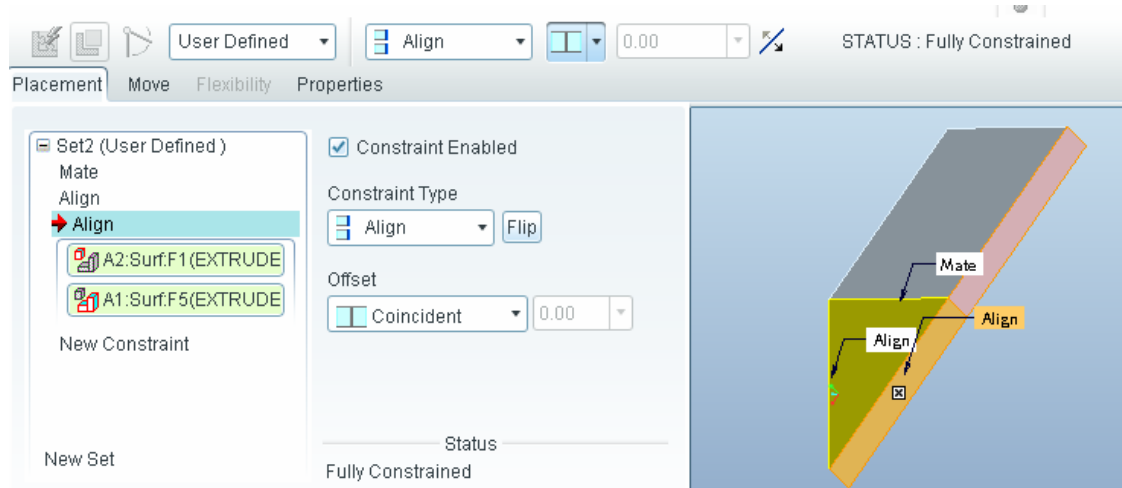 User Defined Align 0.00 STATUS : Fully Constrained
Placement Move Flexibility Properties
Set2 (User Defined )
Mate
Align
Align
A2:Surf:F1(EXTRUDE
A1:Surf:F5(EXTRUDE
New Constraint
New Set
Constraint Enabled
Constraint Type
Align Flip
Offset
Coincident 0.00
Status
Fully Constrained
Mate
Align
Align